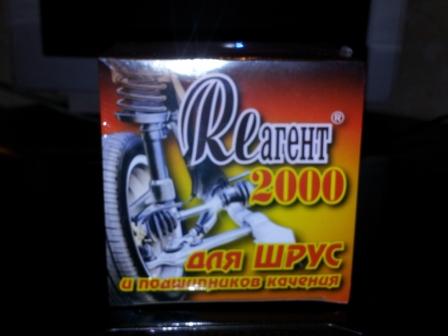 Reагент®
2000
для ШРУС
и подшипников качения